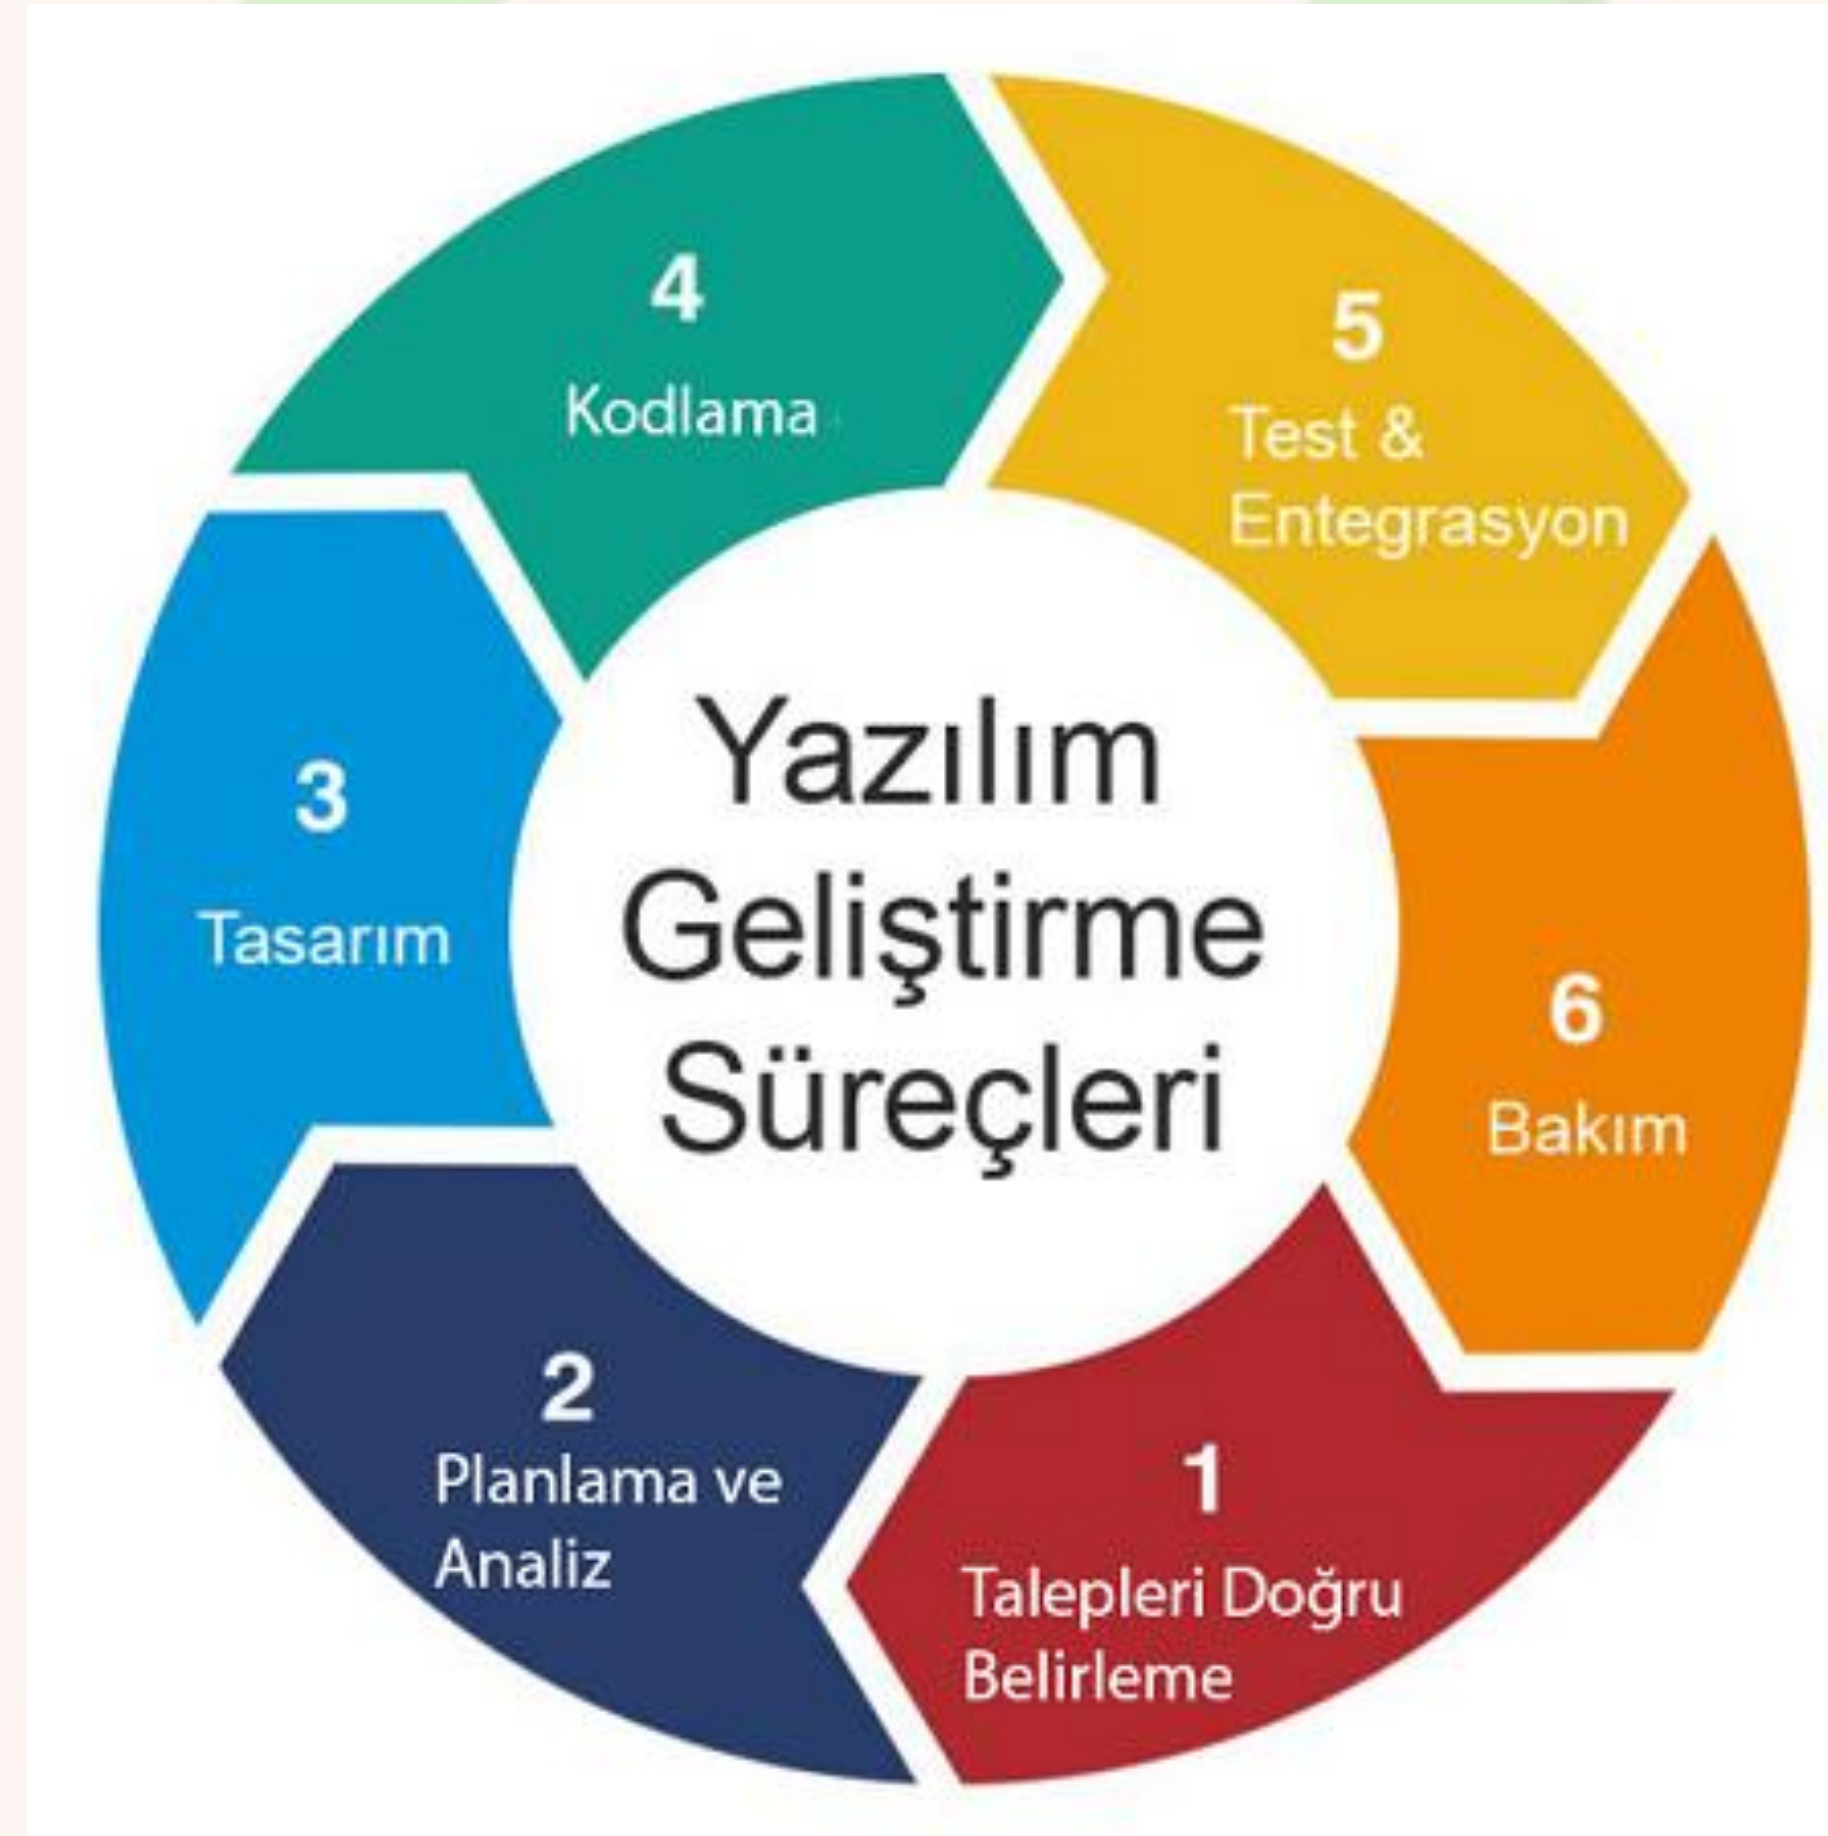 Yazılım
Geliştirme
Süreçleri
1
Talepleri Doğru
Belirleme
2
Planlama ve
Analiz
3
Tasarım
4
Kodlama
5
Test &
Entegrasyon
6
Bakım